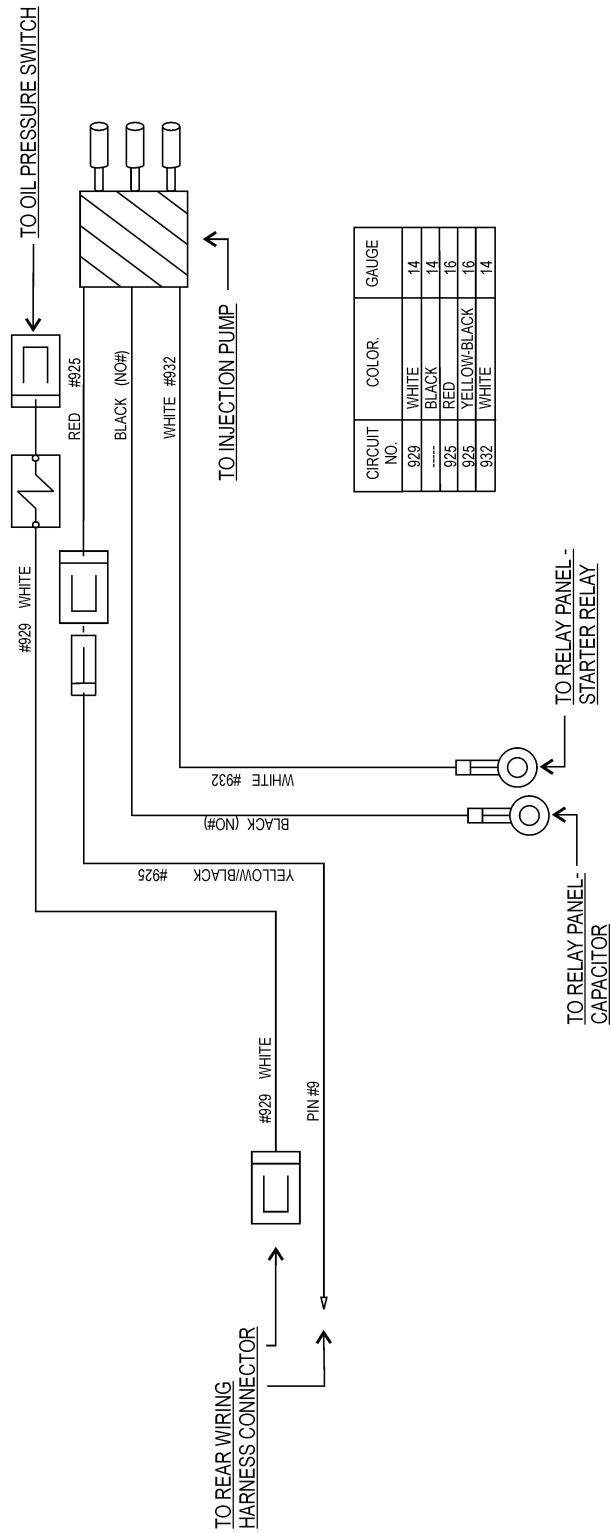 TO OIL PRESSURE SWITCH
#929 WHITE
RED #925
BLACK (NO#)
WHITE #932
TO INJECTION PUMP
WHITE #932
BLACK (NO#)
YELLOW/BLACK #925
#929 WHITE
PIN #9
TO REAR WIRING
HARNESS CONNECTOR
TO RELAY PANEL-
CAPACITOR
TO RELAY PANEL -
STARTER RELAY
CIRCUIT NO. COLOR. GAUGE
929 WHITE 14
----- BLACK 14
925 RED 16
925 YELLOW-BLACK 16
932 WHITE 14